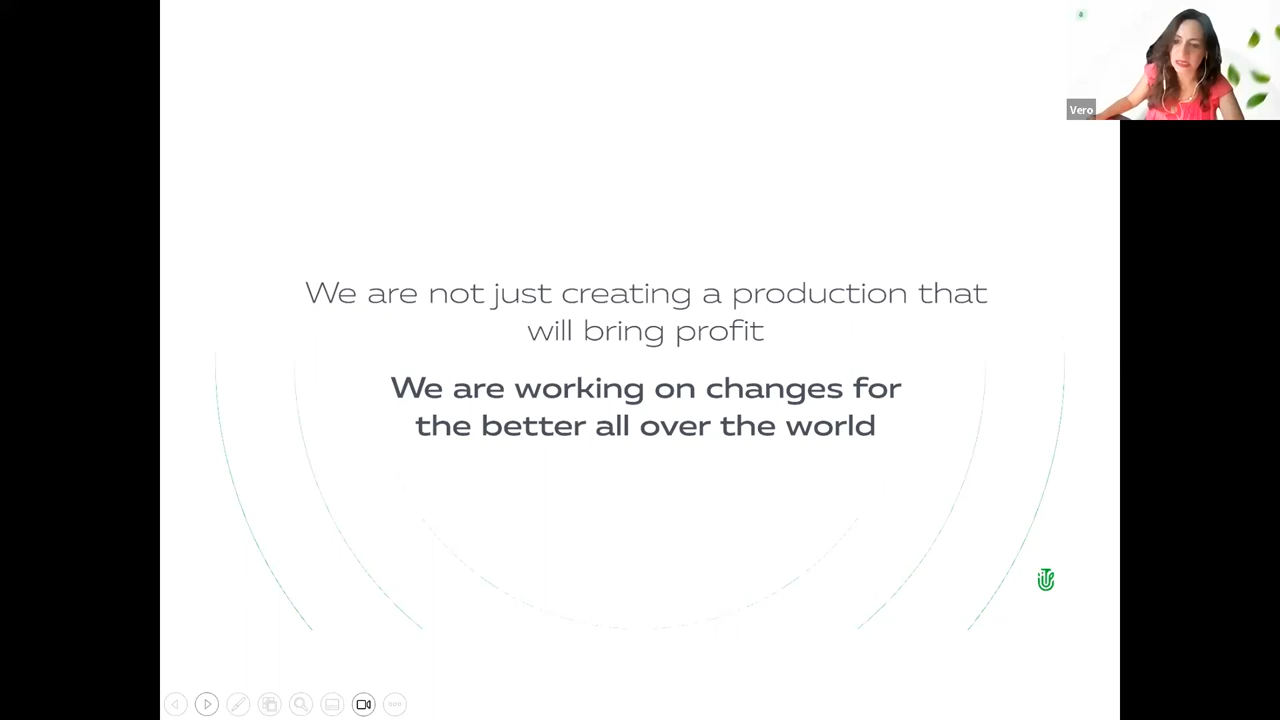 Vero
We are not just creating a production that
will bring profit
We are working on changes for
the better all over the world